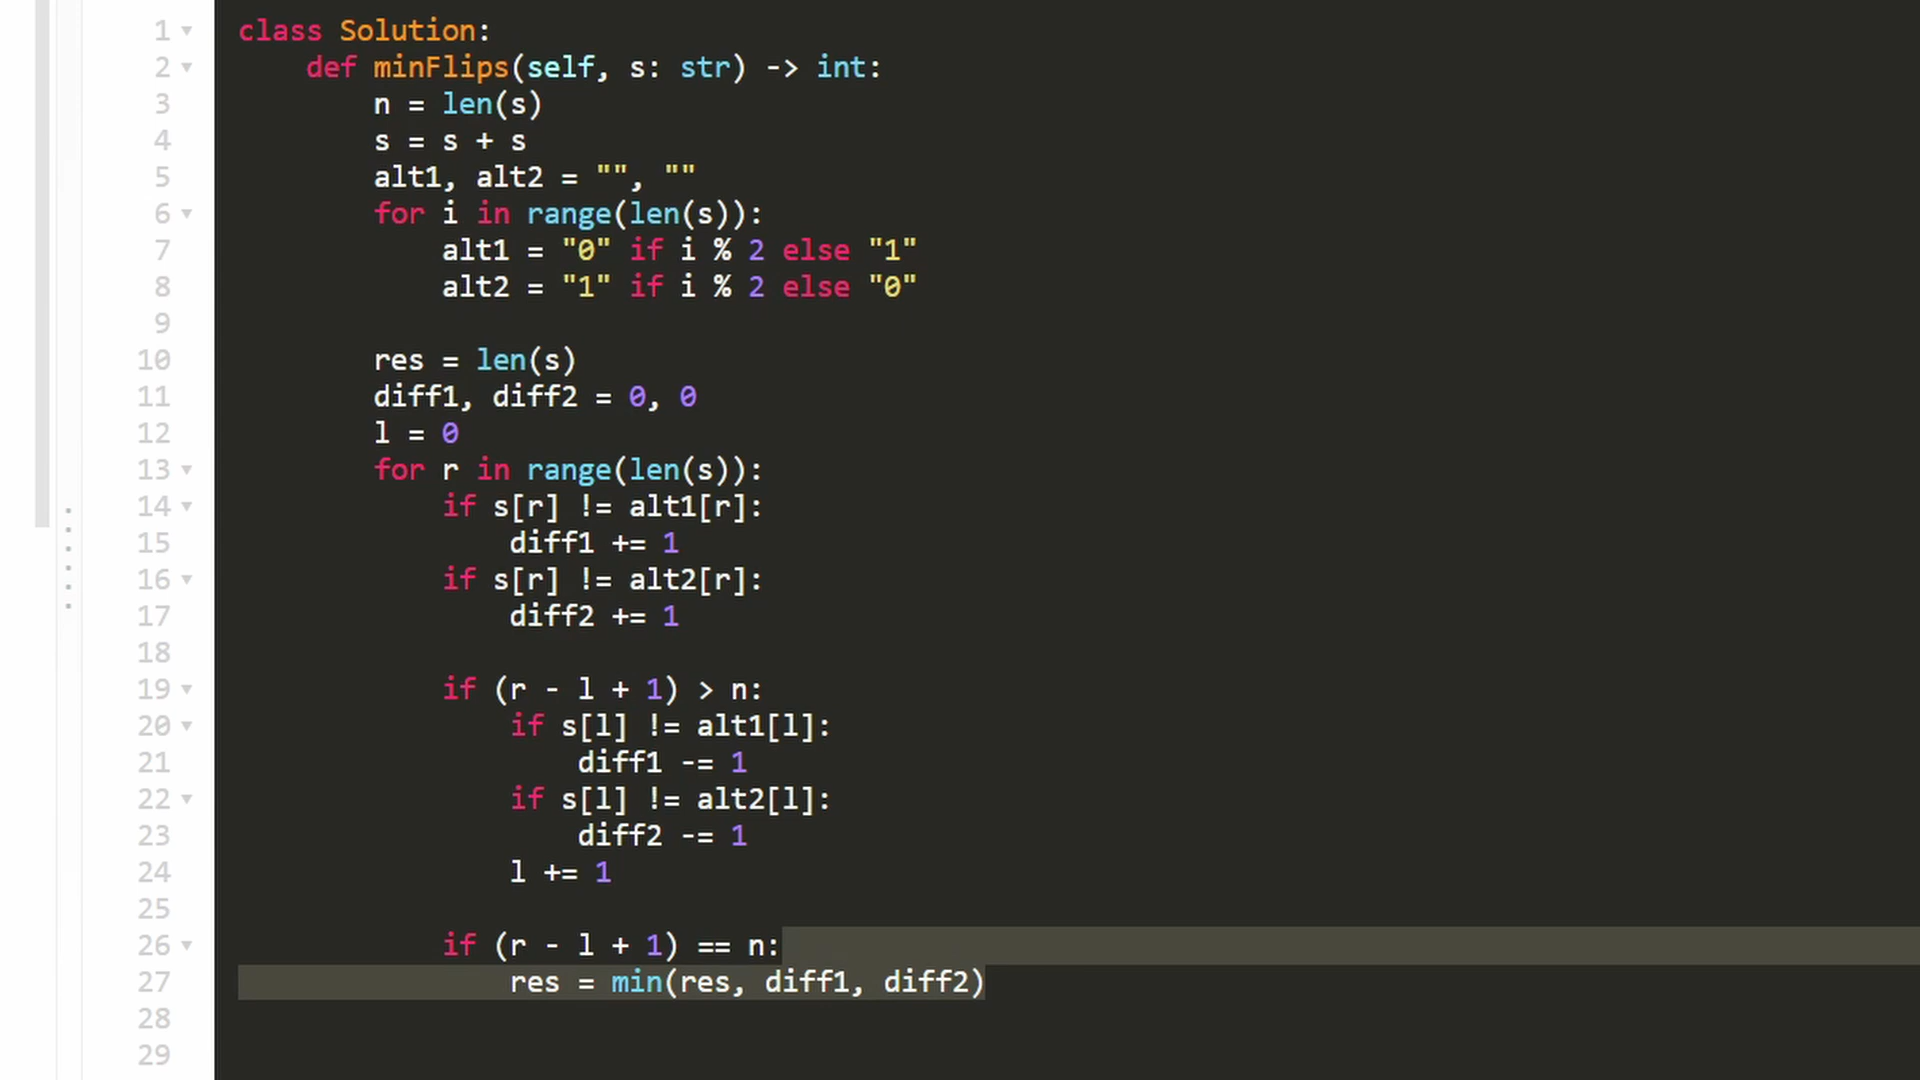 1 class Solution:
2 def minFlips(self, s: str) -> int:
3 n = len(s)
4 s = s + s
5 alt1, alt2 = "", ""
6 for i in range(len(s)):
7 alt1 = "0" if i % 2 else "1"
8 alt2 = "1" if i % 2 else "0"
9
10 res = len(s)
11 diff1, diff2 = 0, 0
12 l = 0
13 for r in range(len(s)):
14 if s[r] != alt1[r]:
15 diff1 += 1
16 if s[r] != alt2[r]:
17 diff2 += 1
18
19 if (r - l + 1) > n:
20 if s[l] != alt1[l]:
21 diff1 -= 1
22 if s[l] != alt2[l]:
23 diff2 -= 1
24 l += 1
25
26 if (r - l + 1) == n:
27 res = min(res, diff1, diff2)
28
29